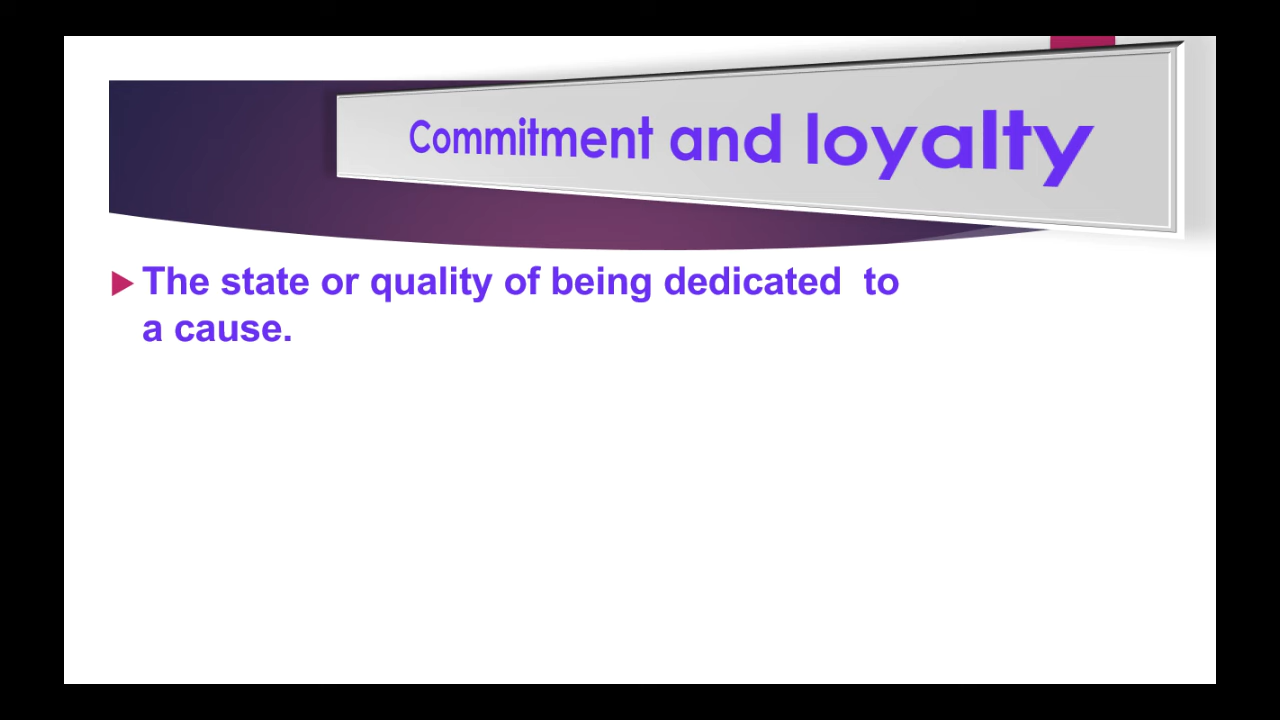 Commitment and loyalty
The state or quality of being dedicated  to
a cause.